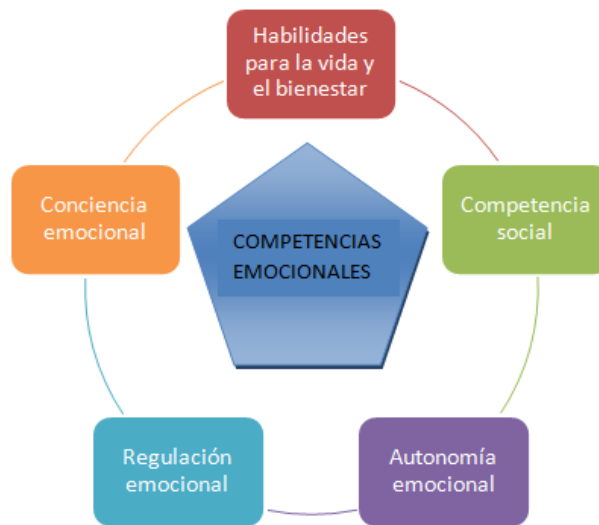 Habilidades
para la vida y
el bienestar
Conciencia
emocional
Competencia
social
COMPETENCIAS
EMOCIONALES
Regulación
emocional
Autonomía
emocional